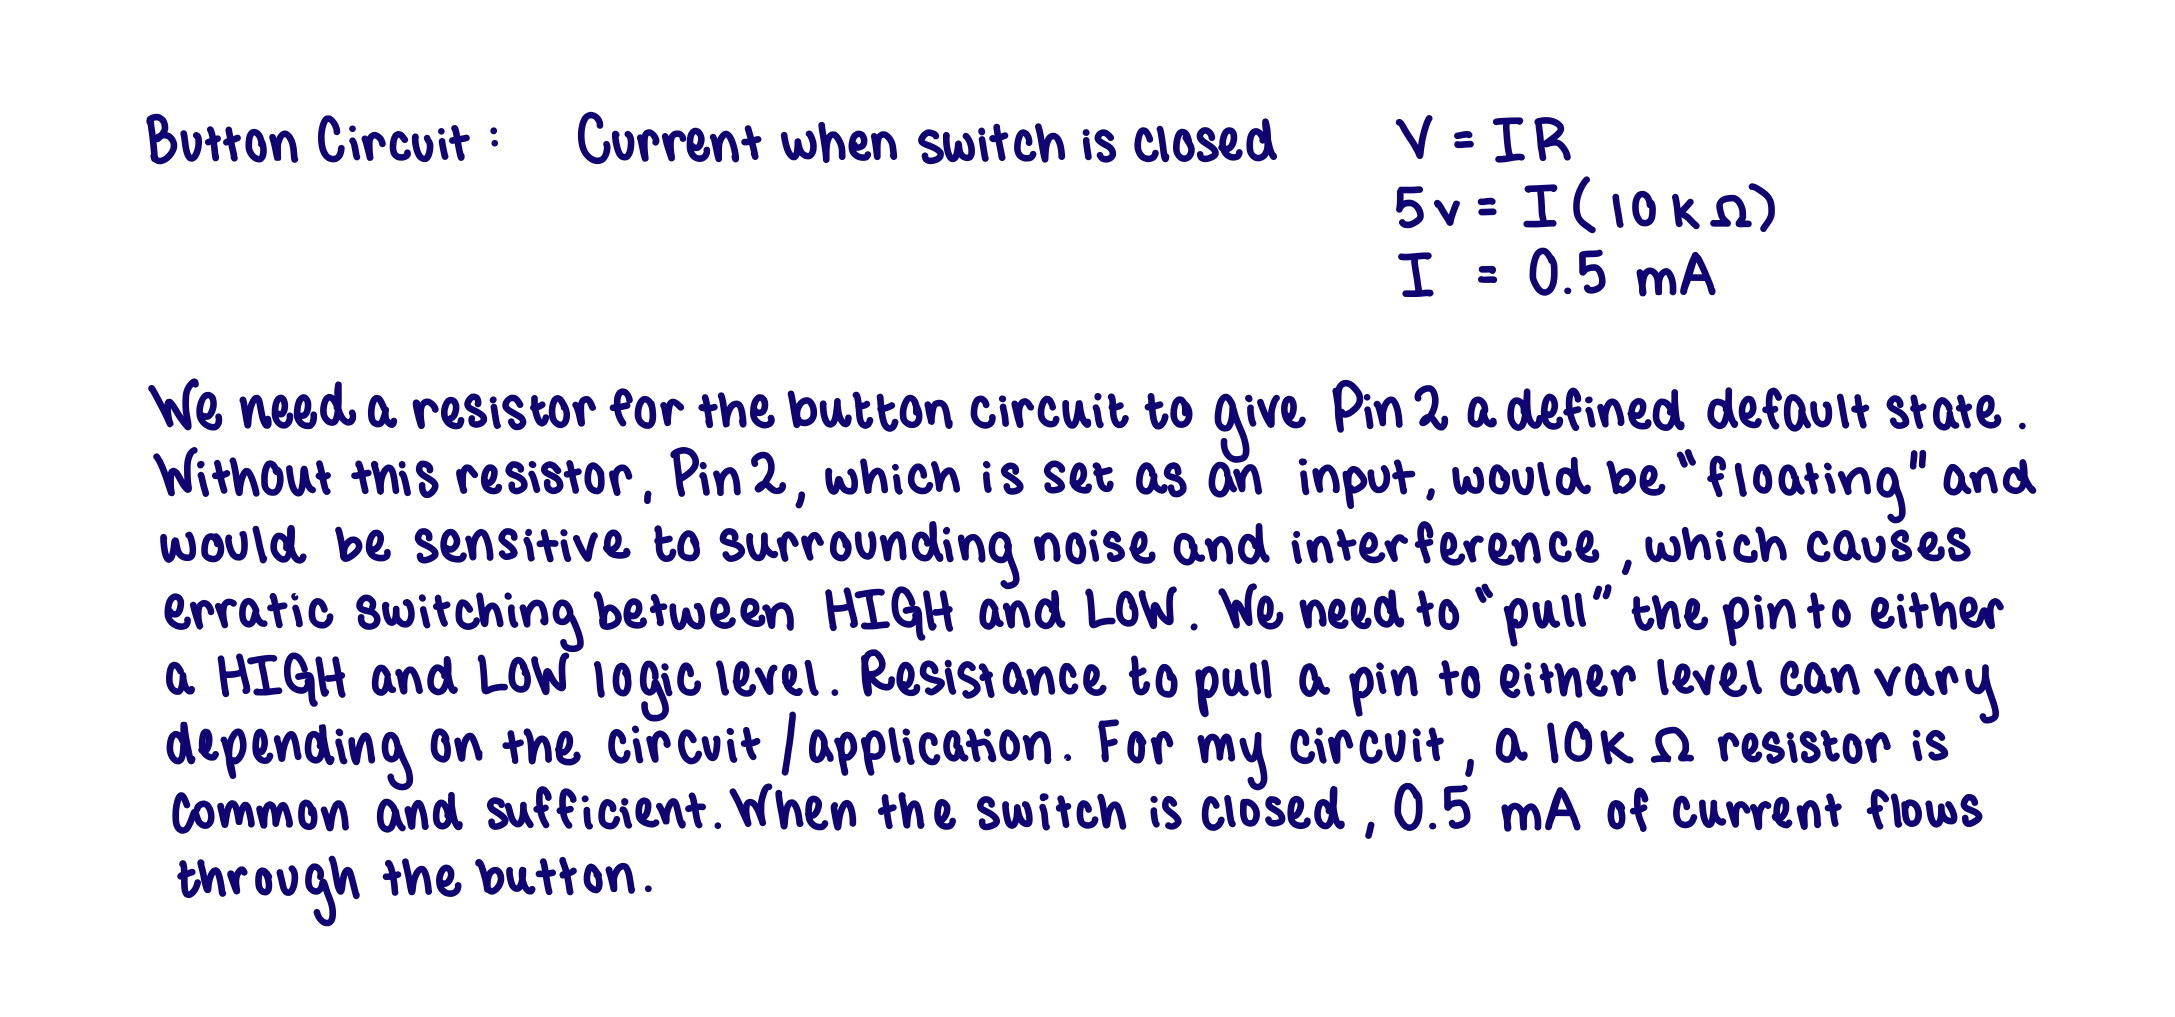 Button Circuit : Current when switch is closed V = IR
5v = I(10kΩ)
I = 0.5 mA
We need a resistor for the button circuit to give Pin 2 a defined default state.
Without this resistor, Pin 2, which is set as an input, would be "floating" and
would be sensitive to surrounding noise and interference, which causes
erratic switching between HIGH and LOW. We need to "pull" the pin to either
a HIGH and LOW logic level. Resistance to pull a pin to either level can vary
depending on the circuit/application. For my circuit, a 10kΩ resistor is
common and sufficient. When the switch is closed, 0.5 mA of current flows
through the button.